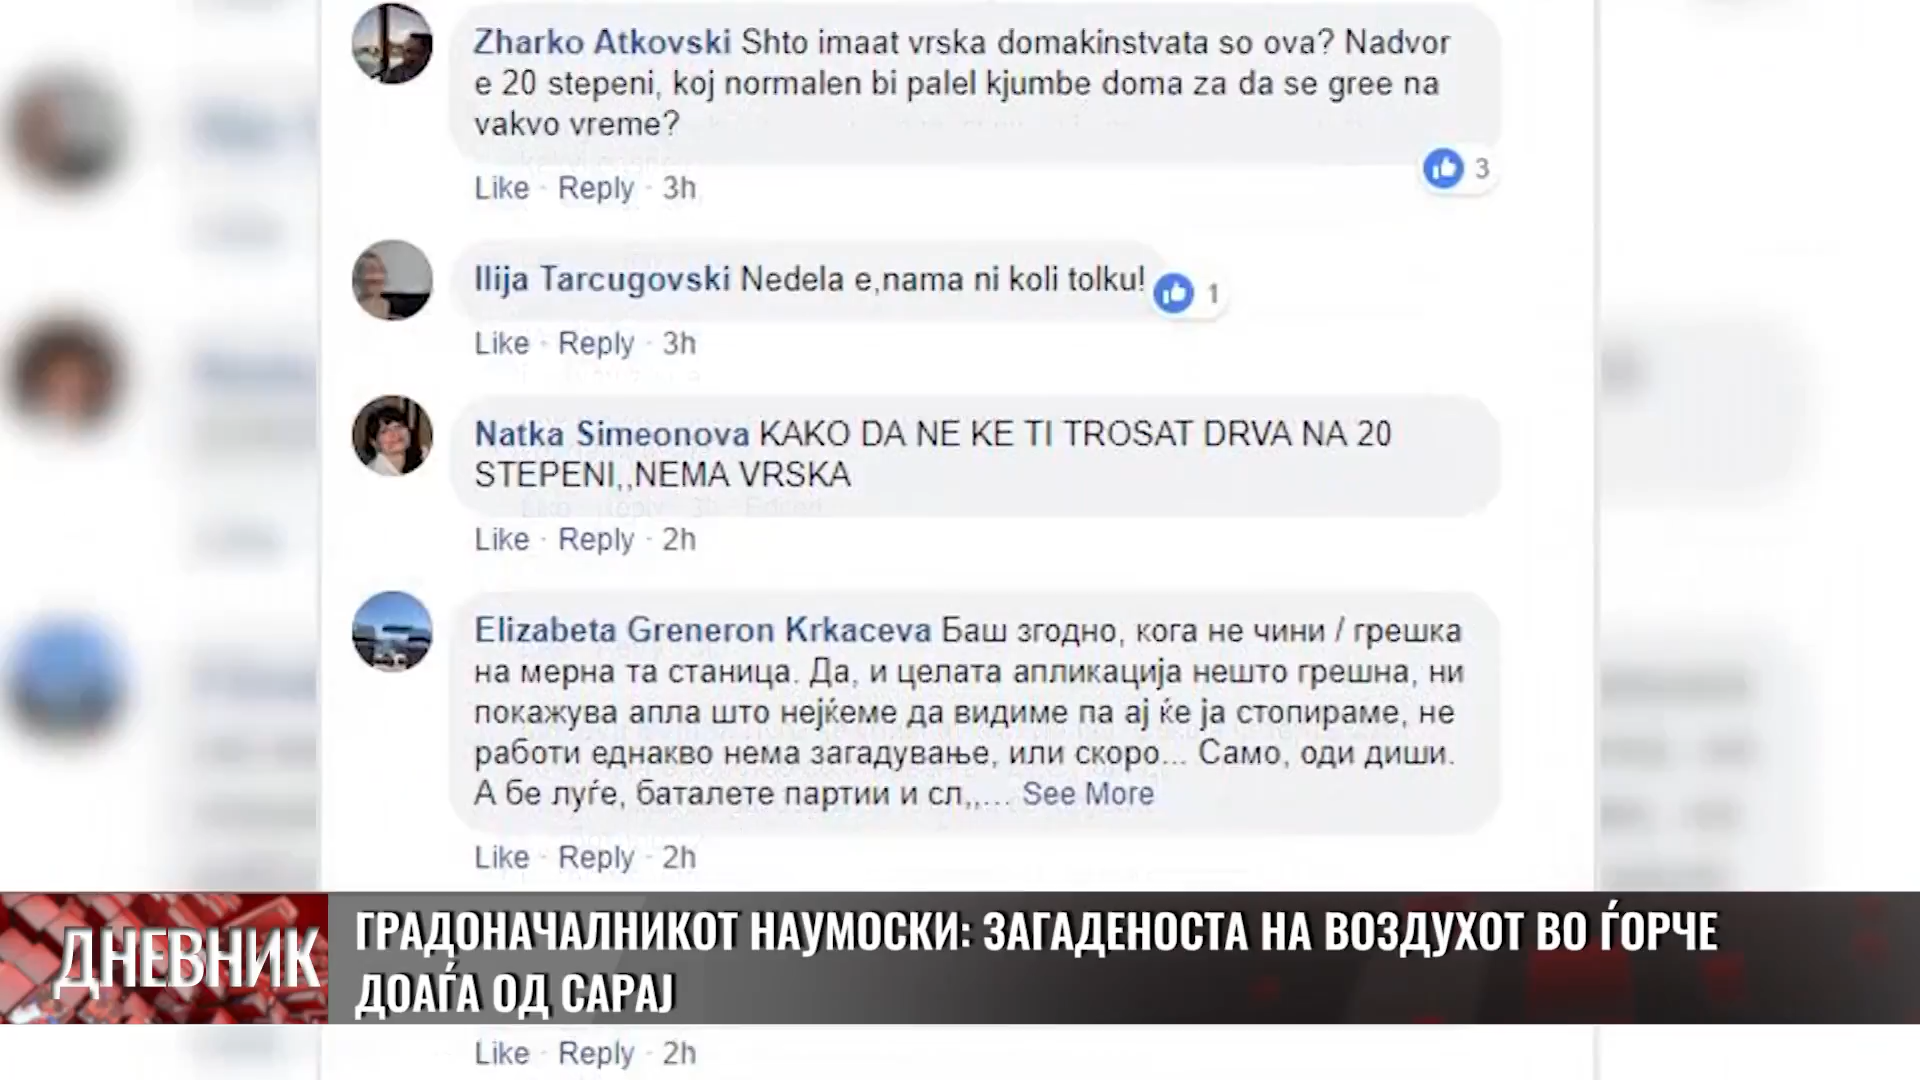 Zharko Atkovski Shto imaat vrska domakinstvata so ova? Nadvor
e 20 stepeni, koj normalen bi palel kjumbe doma za da se gree na
vakvo vreme?
3
Like · Reply · 3h
Ilija Tarcugovski Nedela e,nama ni koli tolku!
1
Like · Reply · 3h
Natka Simeonova KAKO DA NE KE TI TROSAT DRVA NA 20
STEPENI,,NEMA VRSKA
Like · Reply · 2h
Elizabeta Greneron Krkaceva Баш згодно, кога не чини / грешка
на мерна та станица. Да, и целата апликација нешто грешна, ни
покажува апла што нејќеме да видиме па ај ќе ја стопираме, не
работи еднакво нема загадување, или скоро... Само, оди диши.
А бе луѓе, баталете партии и сл,,... See More
Like · Reply · 2h
ДНЕВНИК
ГРАДОНАЧАЛНИКОТ НАУМОСКИ: ЗАГАДЕНОСТА НА ВОЗДУХОТ ВО ЃОРЧЕ
ДОАЃА ОД САРАЈ
Like · Reply · 2h